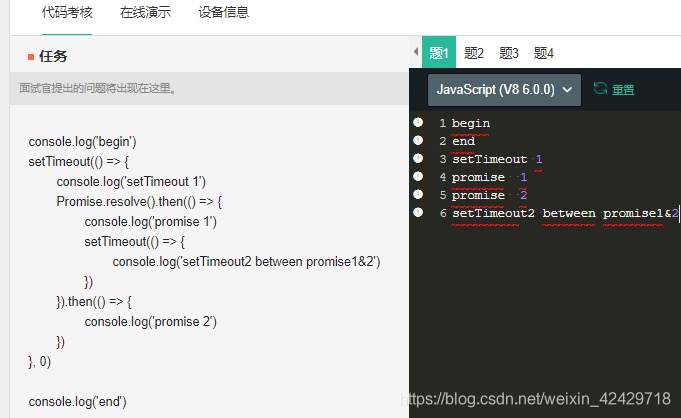 代码考核 在线演示 设备信息
任务
面试官提出的问题将出现在这里。
console.log('begin')
setTimeout(() => {
console.log('setTimeout 1')
Promise.resolve().then(() => {
console.log('promise 1')
setTimeout(() => {
console.log('setTimeout2 between promise1&2')
})
}).then(() => {
console.log('promise 2')
})
}, 0)
console.log('end')
题1 题2 题3 题4
JavaScript (V8 6.0.0) 重置
1 begin
2 end
3 setTimeout 1
4 promise 1
5 promise 2
6 setTimeout2 between promise1&2
https://blog.csdn.net/weixin_42429718